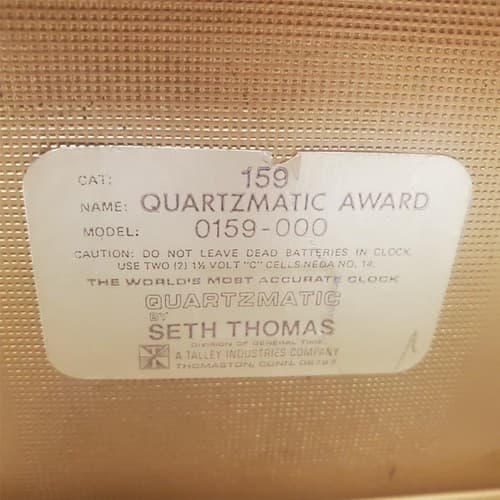 CAT: 159
NAME: QUARTZMATIC AWARD
MODEL: 0159-000
CAUTION: DO NOT LEAVE DEAD BATTERIES IN CLOCK.
USE TWO (2) 1½ VOLT "C" CELLS NEDA NO. 14.
THE WORLD'S MOST ACCURATE CLOCK
QUARTZMATIC
BY
SETH THOMAS
DIVISION OF GENERAL TIME,
A TALLEY INDUSTRIES COMPANY
THOMASTON, CONN.